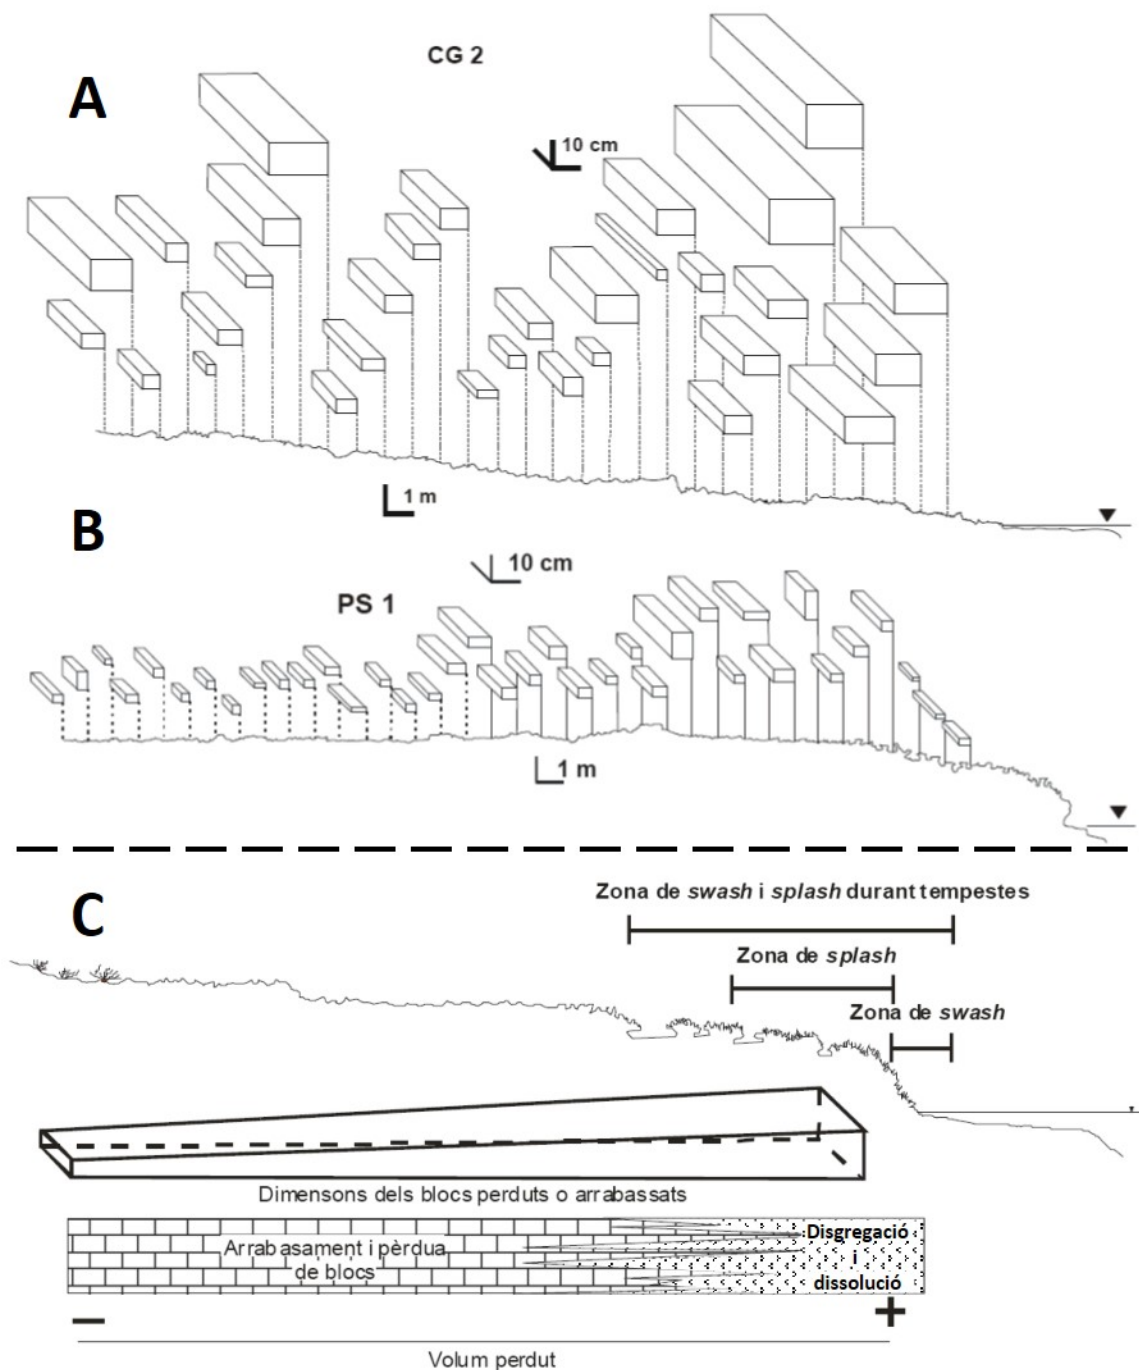 A
CG 2
10 cm
1 m
B
10 cm
PS 1
1 m
C
Zona de swash i splash durant tempestes
Zona de splash
Zona de swash
Dimensons dels blocs perduts o arrabassats
Arrabasament i pèrdua
de blocs
Disgregació
i
dissolució
− +
Volum perdut